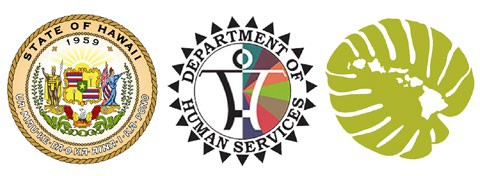 STATE OF HAWAII
1959
UA MAU KE EA O KA AINA I KA PONO
DEPARTMENT OF
HUMAN SERVICES